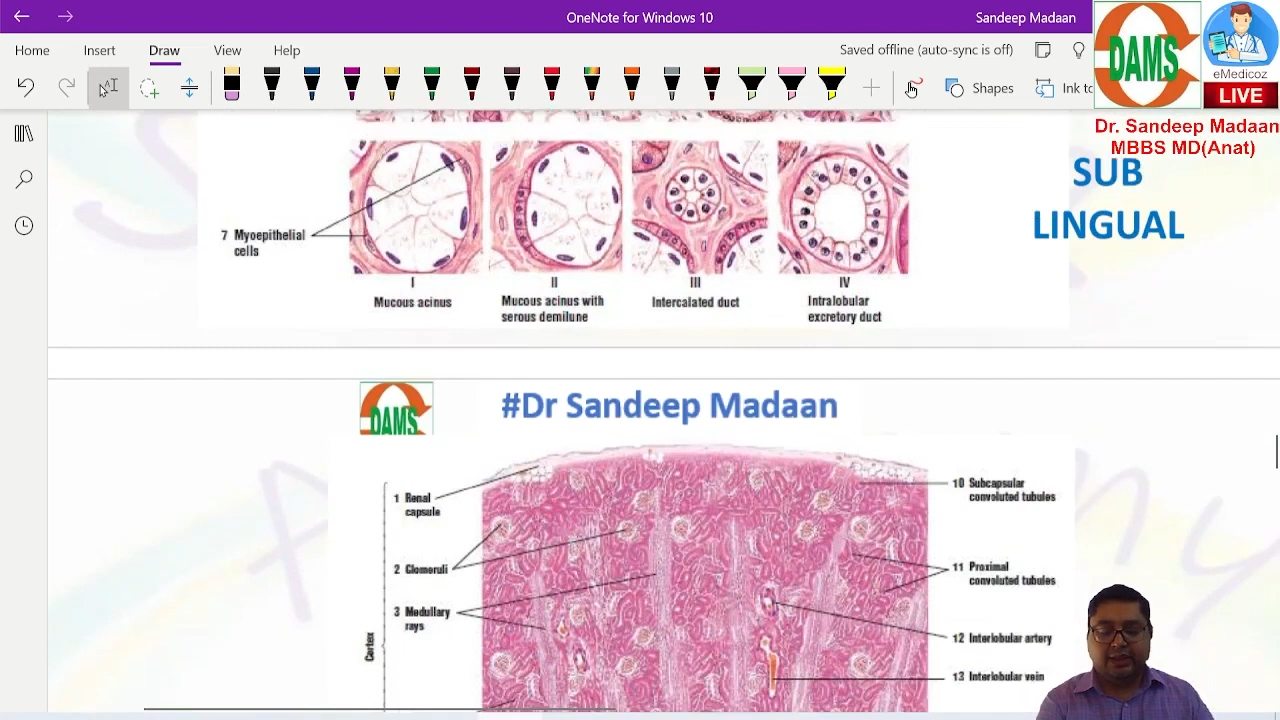 OneNote for Windows 10
Sandeep Madaan
Home Insert Draw View Help
Saved offline (auto-sync is off)
Shapes
Ink to
DAMS
eMedicoz
LIVE
Dr. Sandeep Madaan
MBBS MD(Anat)
SUB
LINGUAL
7 Myoepithelial
cells
I
Mucous acinus
II
Mucous acinus with
serous demilune
III
Intercalated duct
IV
Intralobular
excretory duct
DAMS
#Dr Sandeep Madaan
1 Renal
capsule
2 Glomeruli
3 Medullary
rays
Cortex
10 Subcapsular
convoluted tubules
11 Proximal
convoluted tubules
12 Interlobular artery
13 Interlobular vein